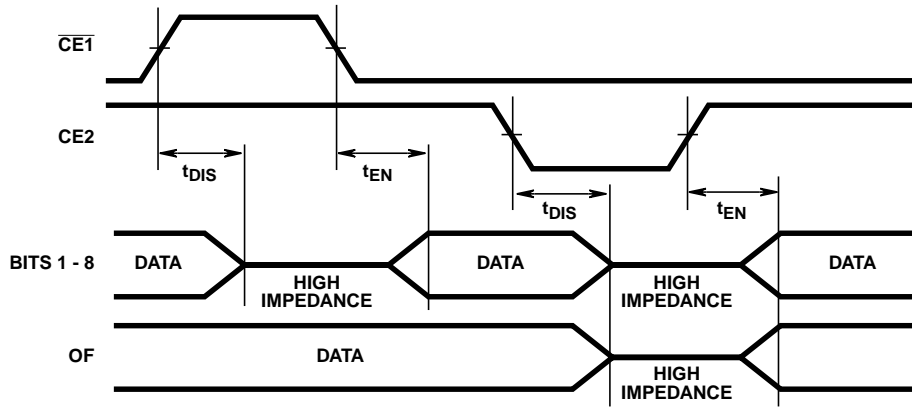 CE1
CE2
tDIS
tEN
tDIS
tEN
BITS 1 - 8
DATA
HIGH
IMPEDANCE
DATA
HIGH
IMPEDANCE
DATA
OF
DATA
HIGH
IMPEDANCE